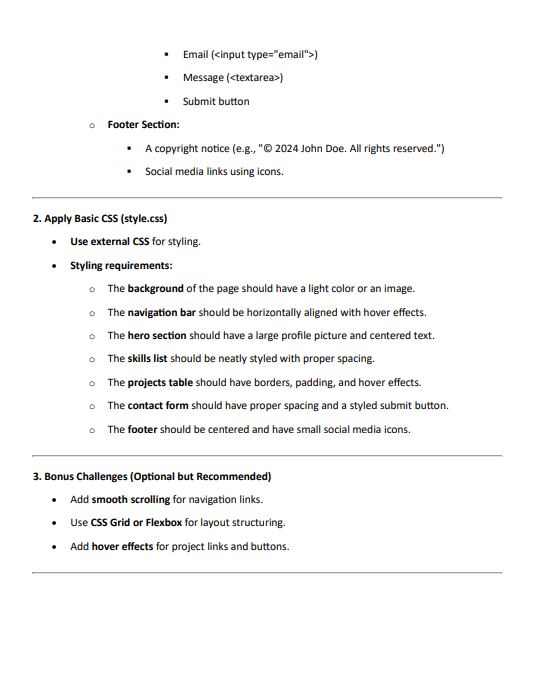 ▪ Email (<input type="email">)
▪ Message (<textarea>)
▪ Submit button
o Footer Section:
▪ A copyright notice (e.g., "© 2024 John Doe. All rights reserved.")
▪ Social media links using icons.
2. Apply Basic CSS (style.css)
• Use external CSS for styling.
• Styling requirements:
o The background of the page should have a light color or an image.
o The navigation bar should be horizontally aligned with hover effects.
o The hero section should have a large profile picture and centered text.
o The skills list should be neatly styled with proper spacing.
o The projects table should have borders, padding, and hover effects.
o The contact form should have proper spacing and a styled submit button.
o The footer should be centered and have small social media icons.
3. Bonus Challenges (Optional but Recommended)
• Add smooth scrolling for navigation links.
• Use CSS Grid or Flexbox for layout structuring.
• Add hover effects for project links and buttons.